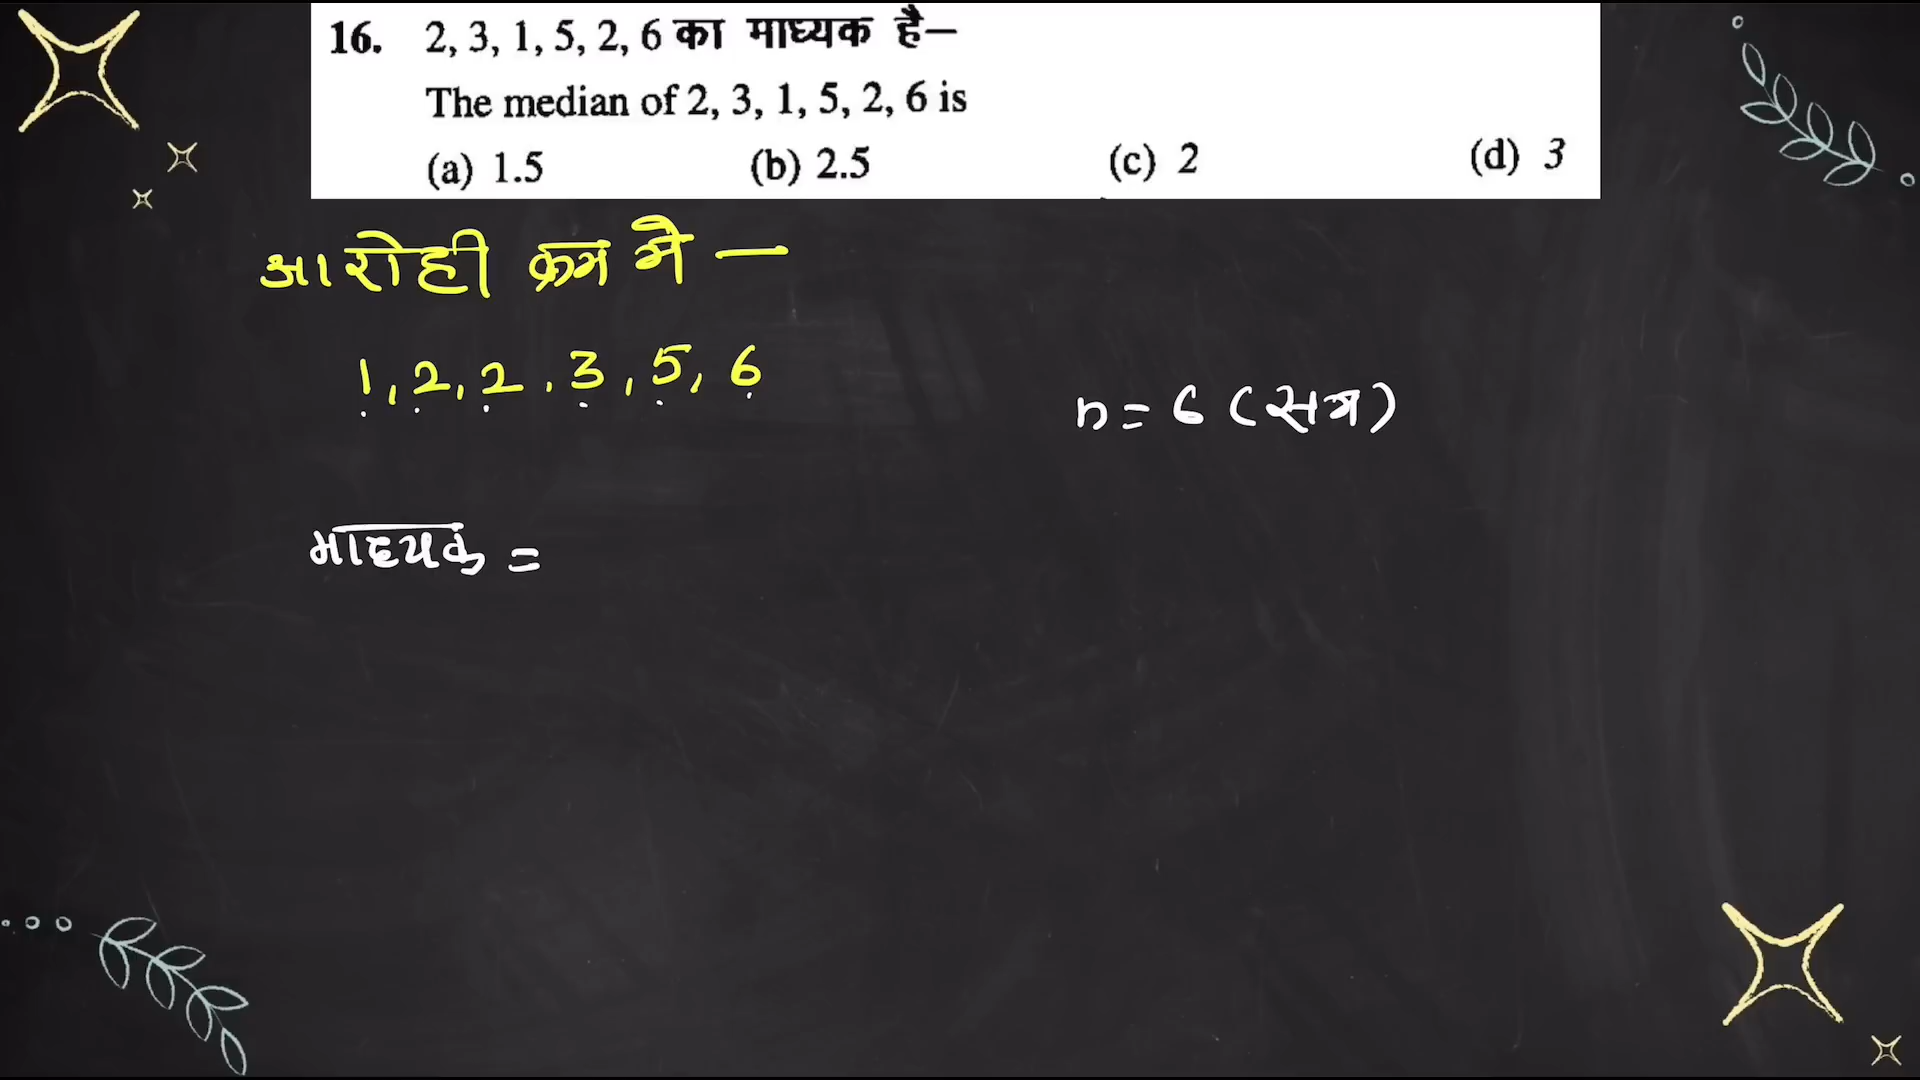 16. 2, 3, 1, 5, 2, 6 का माध्यक है–
The median of 2, 3, 1, 5, 2, 6 is
(a) 1.5 (b) 2.5 (c) 2 (d) 3
आरोही क्रम मे —
1, 2, 2, 3, 5, 6
n = 6 (सम)
माध्यक =